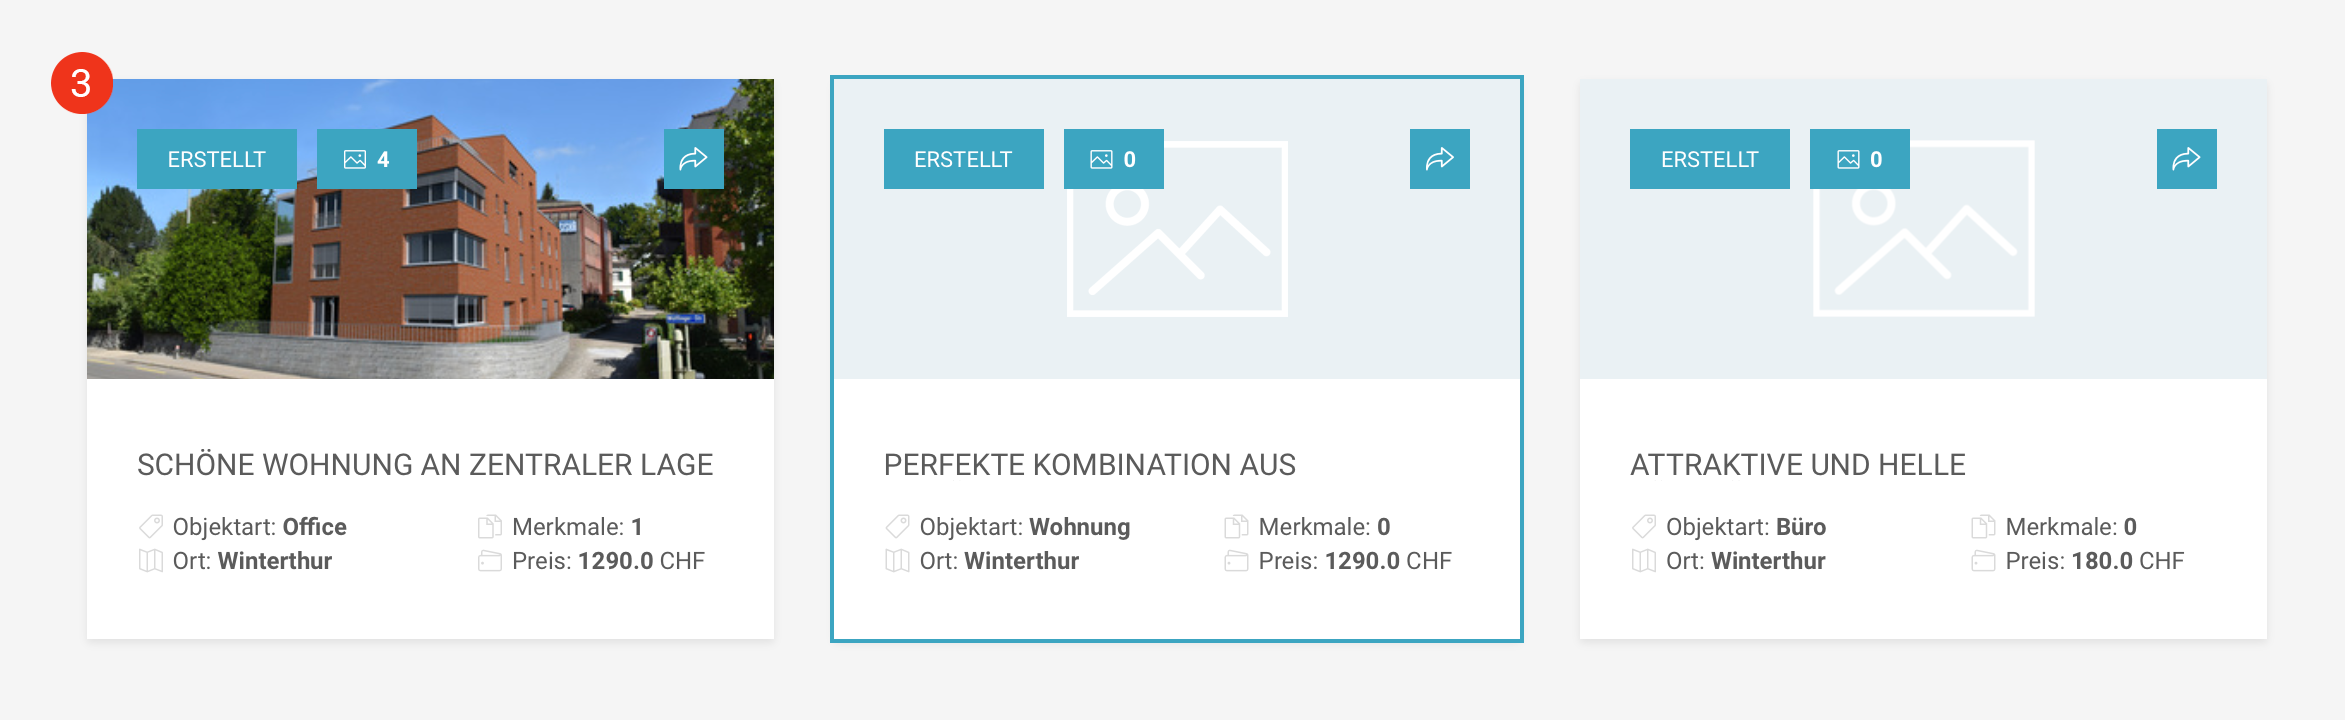 3
ERSTELLT
4
SCHÖNE WOHNUNG AN ZENTRALER LAGE
Objektart: Office
Merkmale: 1
Ort: Winterthur
Preis: 1290.0 CHF
ERSTELLT
0
PERFEKTE KOMBINATION AUS
Objektart: Wohnung
Merkmale: 0
Ort: Winterthur
Preis: 1290.0 CHF
ERSTELLT
0
ATTRAKTIVE UND HELLE
Objektart: Büro
Merkmale: 0
Ort: Winterthur
Preis: 180.0 CHF